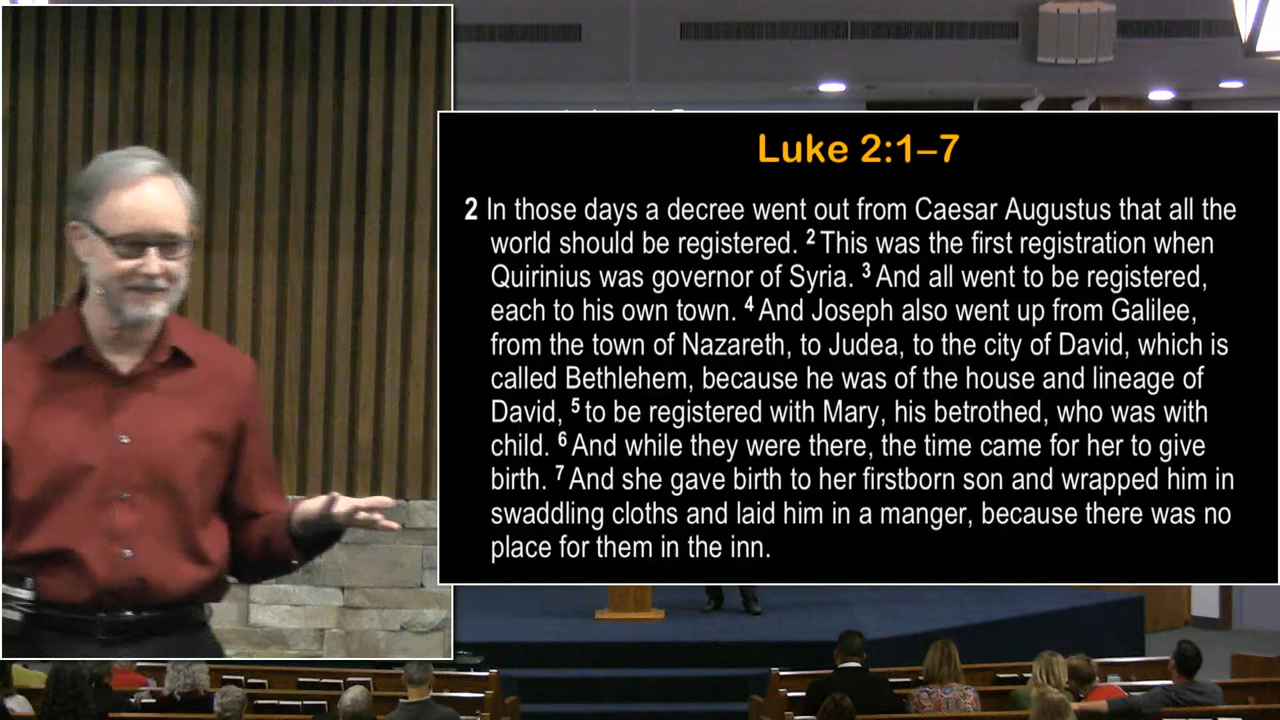 Luke 2:1–7
2 In those days a decree went out from Caesar Augustus that all the
world should be registered. 2 This was the first registration when
Quirinius was governor of Syria. 3 And all went to be registered,
each to his own town. 4 And Joseph also went up from Galilee,
from the town of Nazareth, to Judea, to the city of David, which is
called Bethlehem, because he was of the house and lineage of
David, 5 to be registered with Mary, his betrothed, who was with
child. 6 And while they were there, the time came for her to give
birth. 7 And she gave birth to her firstborn son and wrapped him in
swaddling cloths and laid him in a manger, because there was no
place for them in the inn.